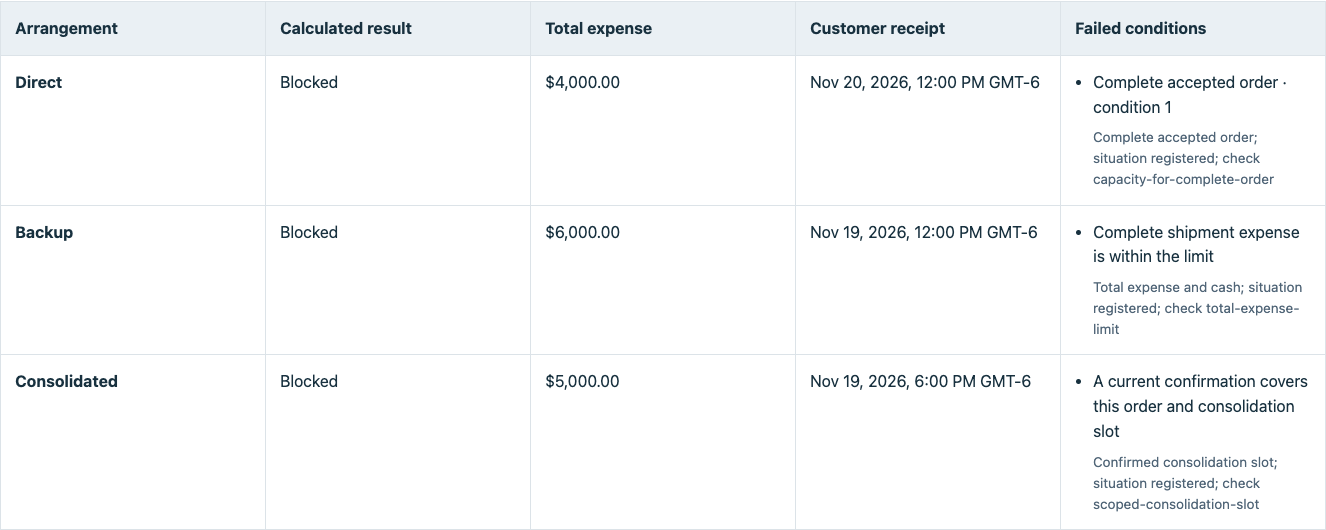 Arrangement
Calculated result
Total expense
Customer receipt
Failed conditions
Direct
Blocked
$4,000.00
Nov 20, 2026, 12:00 PM GMT-6
• Complete accepted order ·
condition 1
Complete accepted order;
situation registered; check
capacity-for-complete-order
Backup
Blocked
$6,000.00
Nov 19, 2026, 12:00 PM GMT-6
• Complete shipment expense
is within the limit
Total expense and cash; situation
registered; check total-expense-
limit
Consolidated
Blocked
$5,000.00
Nov 19, 2026, 6:00 PM GMT-6
• A current confirmation covers
this order and consolidation
slot
Confirmed consolidation slot;
situation registered; check
scoped-consolidation-slot